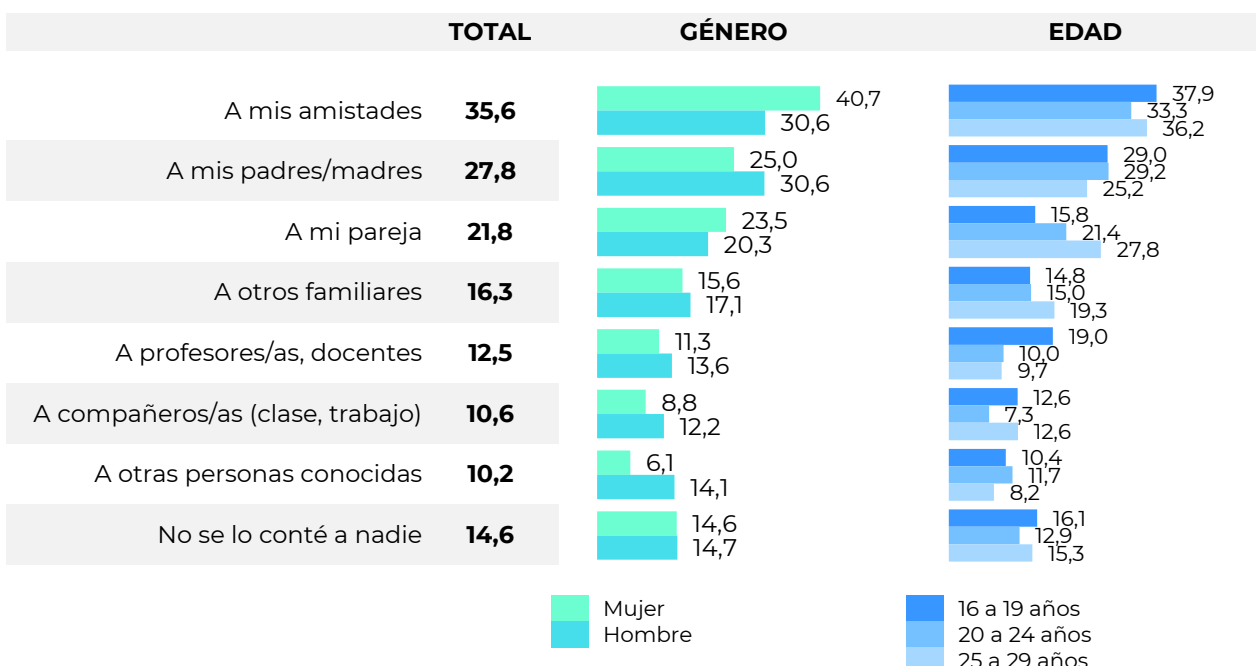 TOTAL GÉNERO EDAD
A mis amistades 35,6 40,7 30,6 37,9 33,3 36,2
A mis padres/madres 27,8 25,0 30,6 29,0 29,2 25,2
A mi pareja 21,8 23,5 20,3 15,8 21,4 27,8
A otros familiares 16,3 15,6 17,1 14,8 15,0 19,3
A profesores/as, docentes 12,5 11,3 13,6 19,0 10,0 9,7
A compañeros/as (clase, trabajo) 10,6 8,8 12,2 12,6 7,3 12,6
A otras personas conocidas 10,2 6,1 14,1 10,4 11,7 8,2
No se lo conté a nadie 14,6 14,6 14,7 16,1 12,9 15,3
Mujer
Hombre
16 a 19 años
20 a 24 años
25 a 29 años